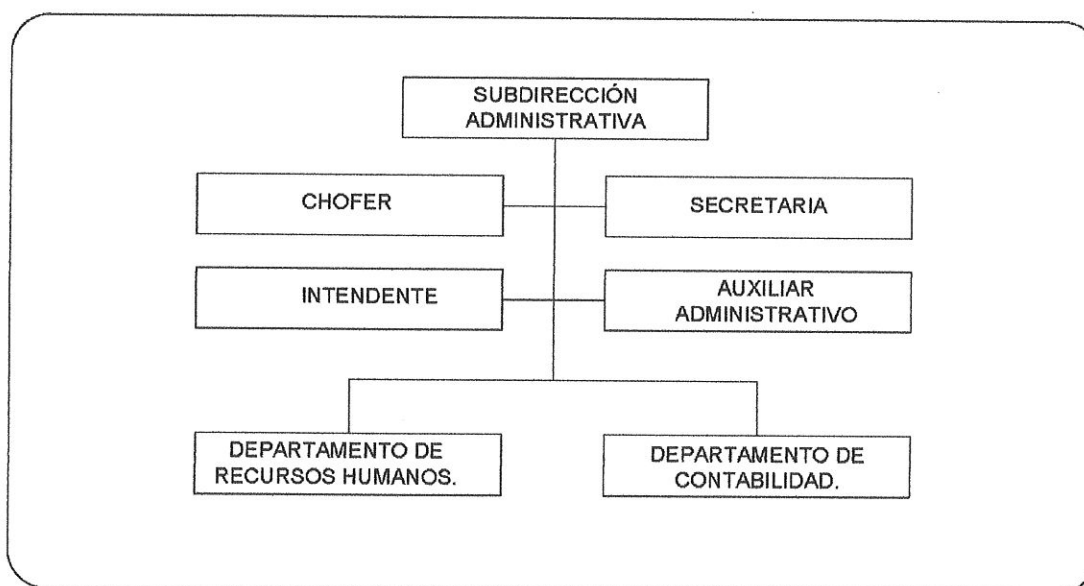 SUBDIRECCIÓN
ADMINISTRATIVA
CHOFER
SECRETARIA
INTENDENTE
AUXILIAR
ADMINISTRATIVO
DEPARTAMENTO DE
RECURSOS HUMANOS.
DEPARTAMENTO DE
CONTABILIDAD.